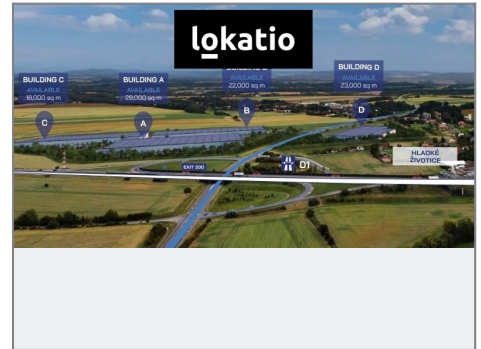 lokatio
BUILDING C
AVAILABLE
18,000 sq m
BUILDING A
AVAILABLE
29,000 sq m
AVAILABLE
22,000 sq m
BUILDING D
AVAILABLE
23,000 sq m
C
A
B
D
EXIT 330
D1
HLADKÉ
ŽIVOTICE